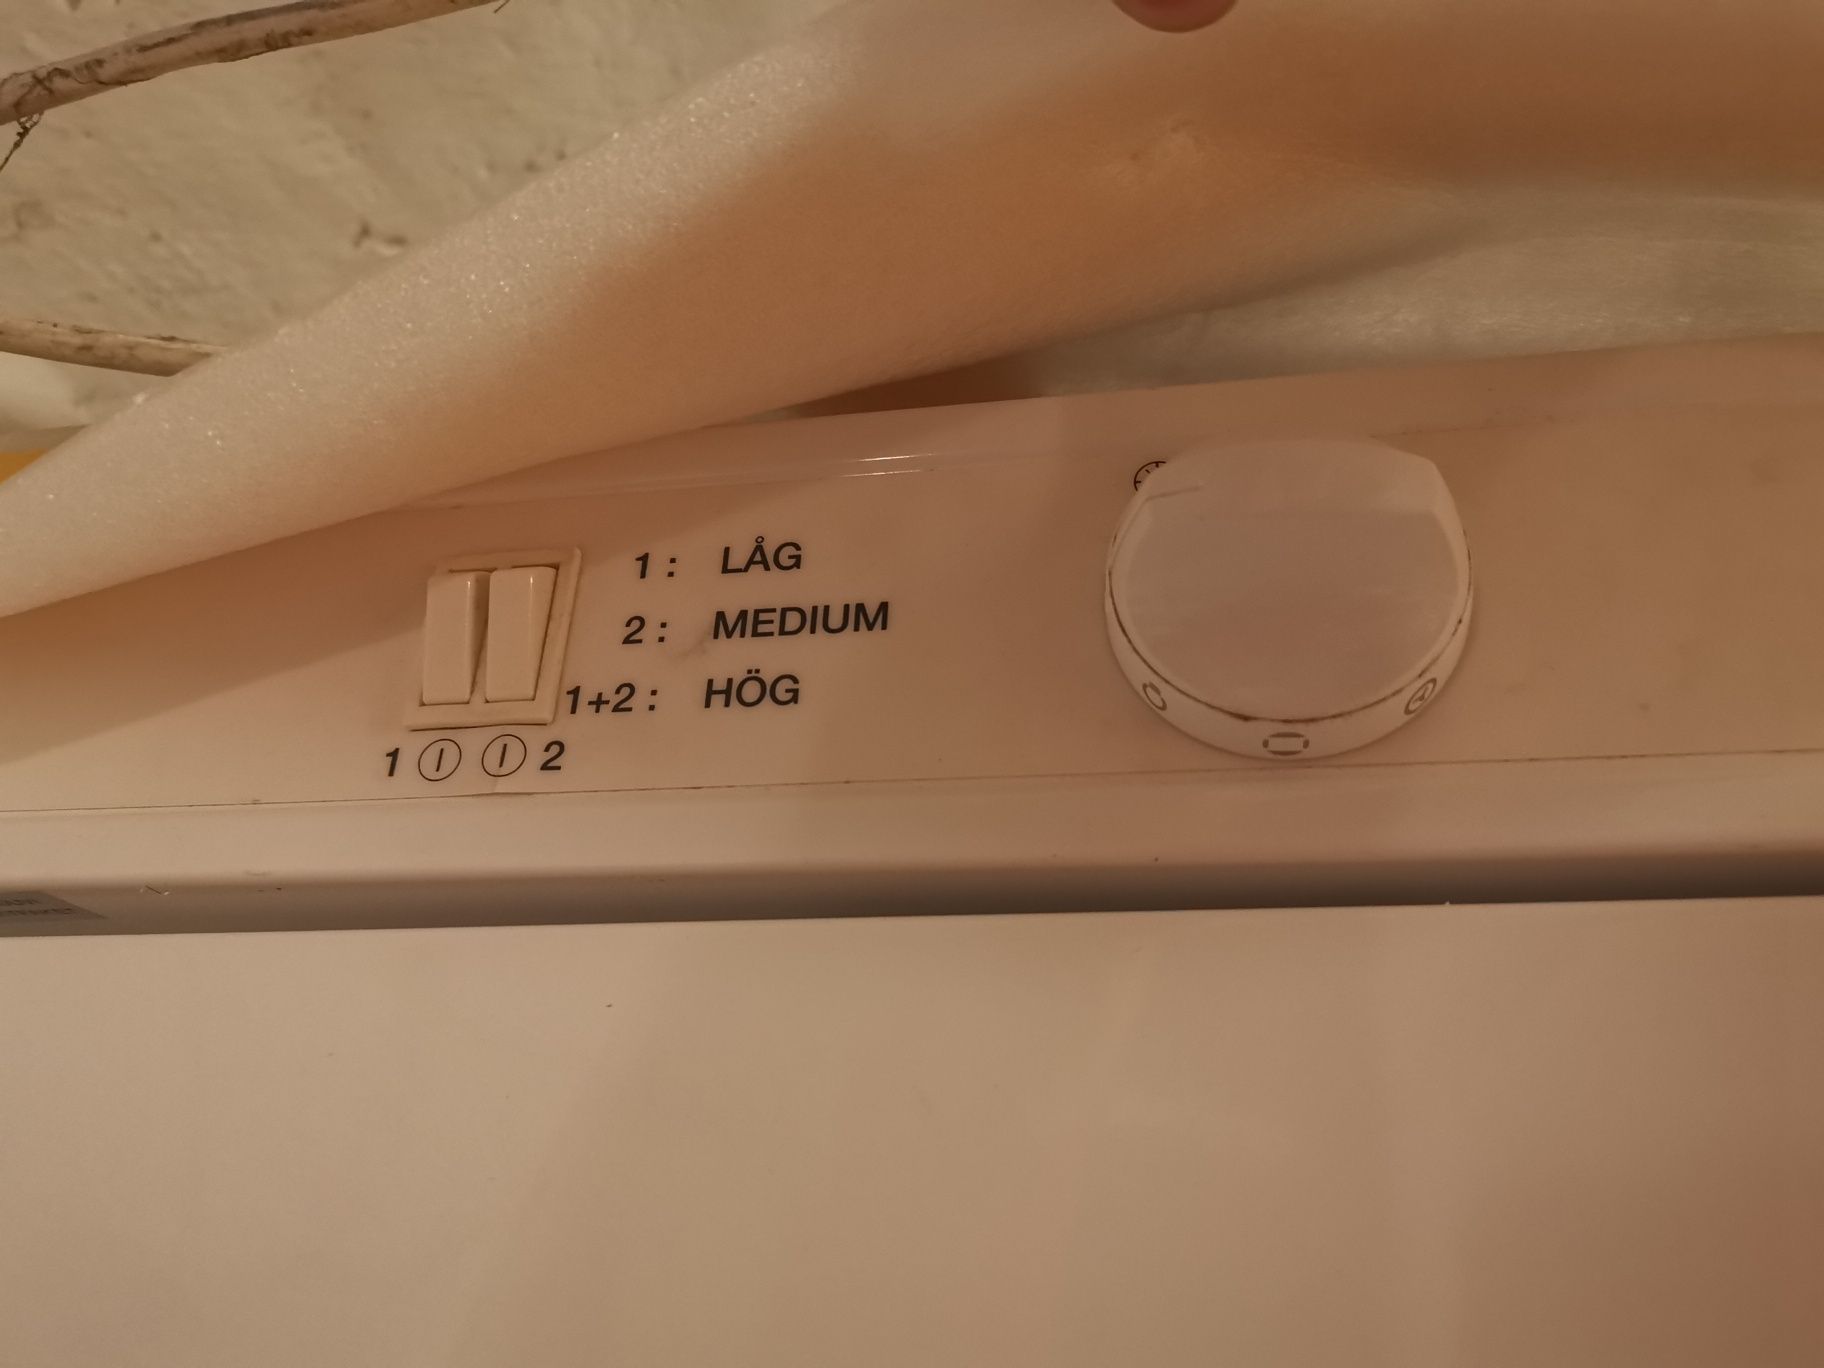 1 : LÅG
2 : MEDIUM
1+2 : HÖG
1 2